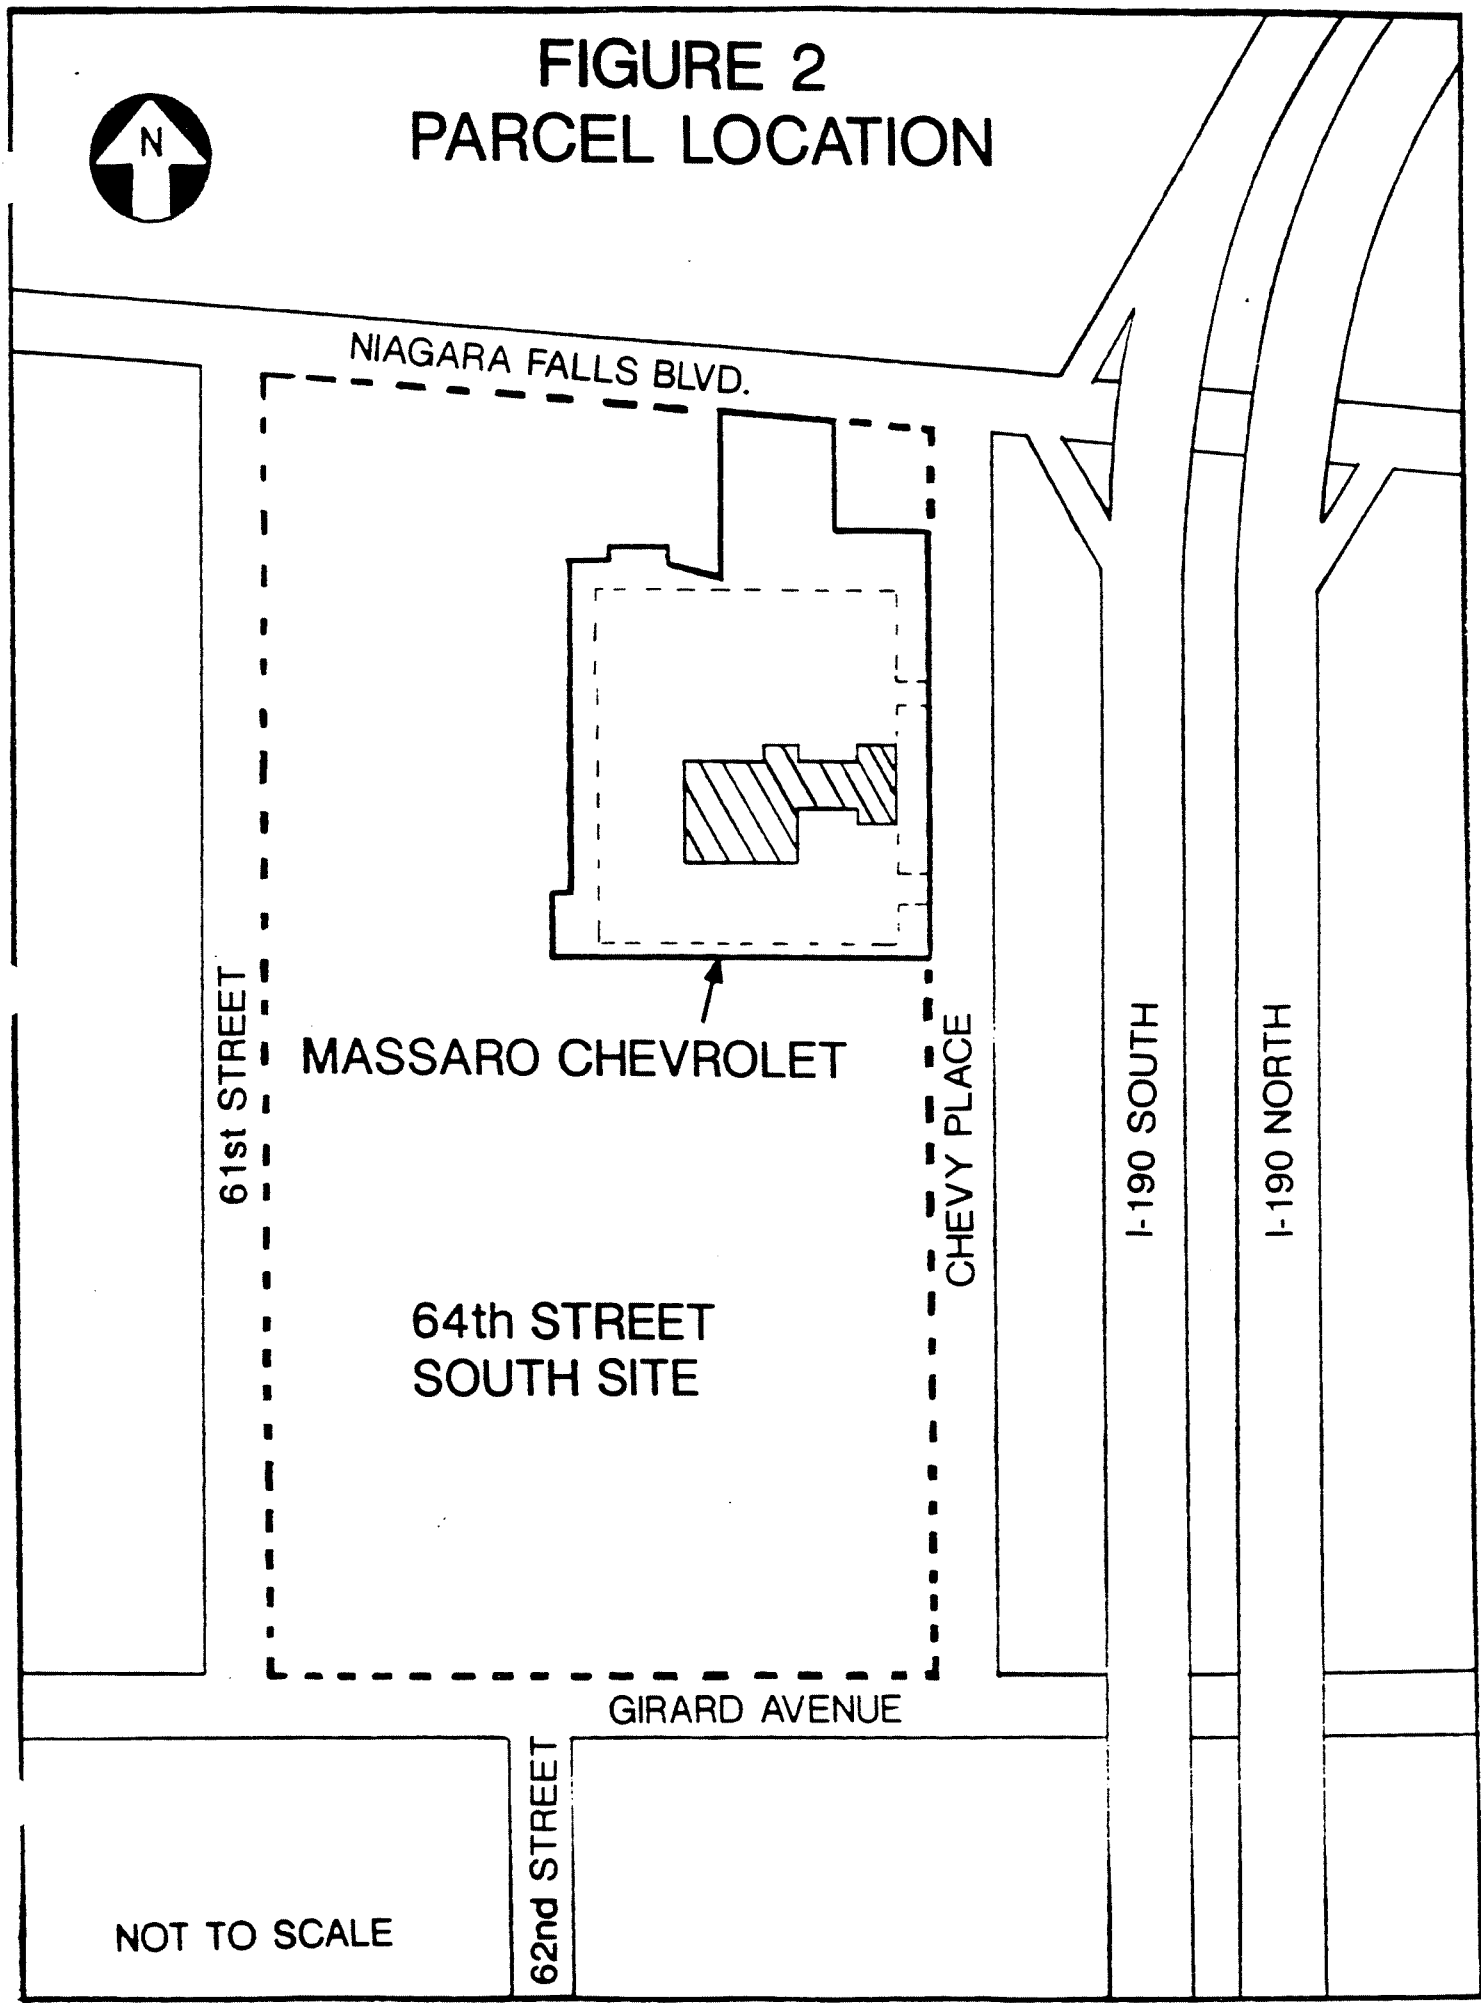 FIGURE 2
PARCEL LOCATION
N
NIAGARA FALLS BLVD.
61st STREET
MASSARO CHEVROLET
CHEVY PLACE
I-190 SOUTH
I-190 NORTH
64th STREET
SOUTH SITE
GIRARD AVENUE
62nd STREET
NOT TO SCALE